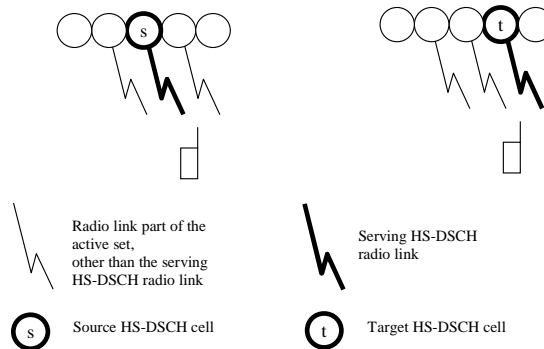 s
t
Radio link part of the
active set,
other than the serving
HS-DSCH radio link
Serving HS-DSCH
radio link
s
Source HS-DSCH cell
t
Target HS-DSCH cell